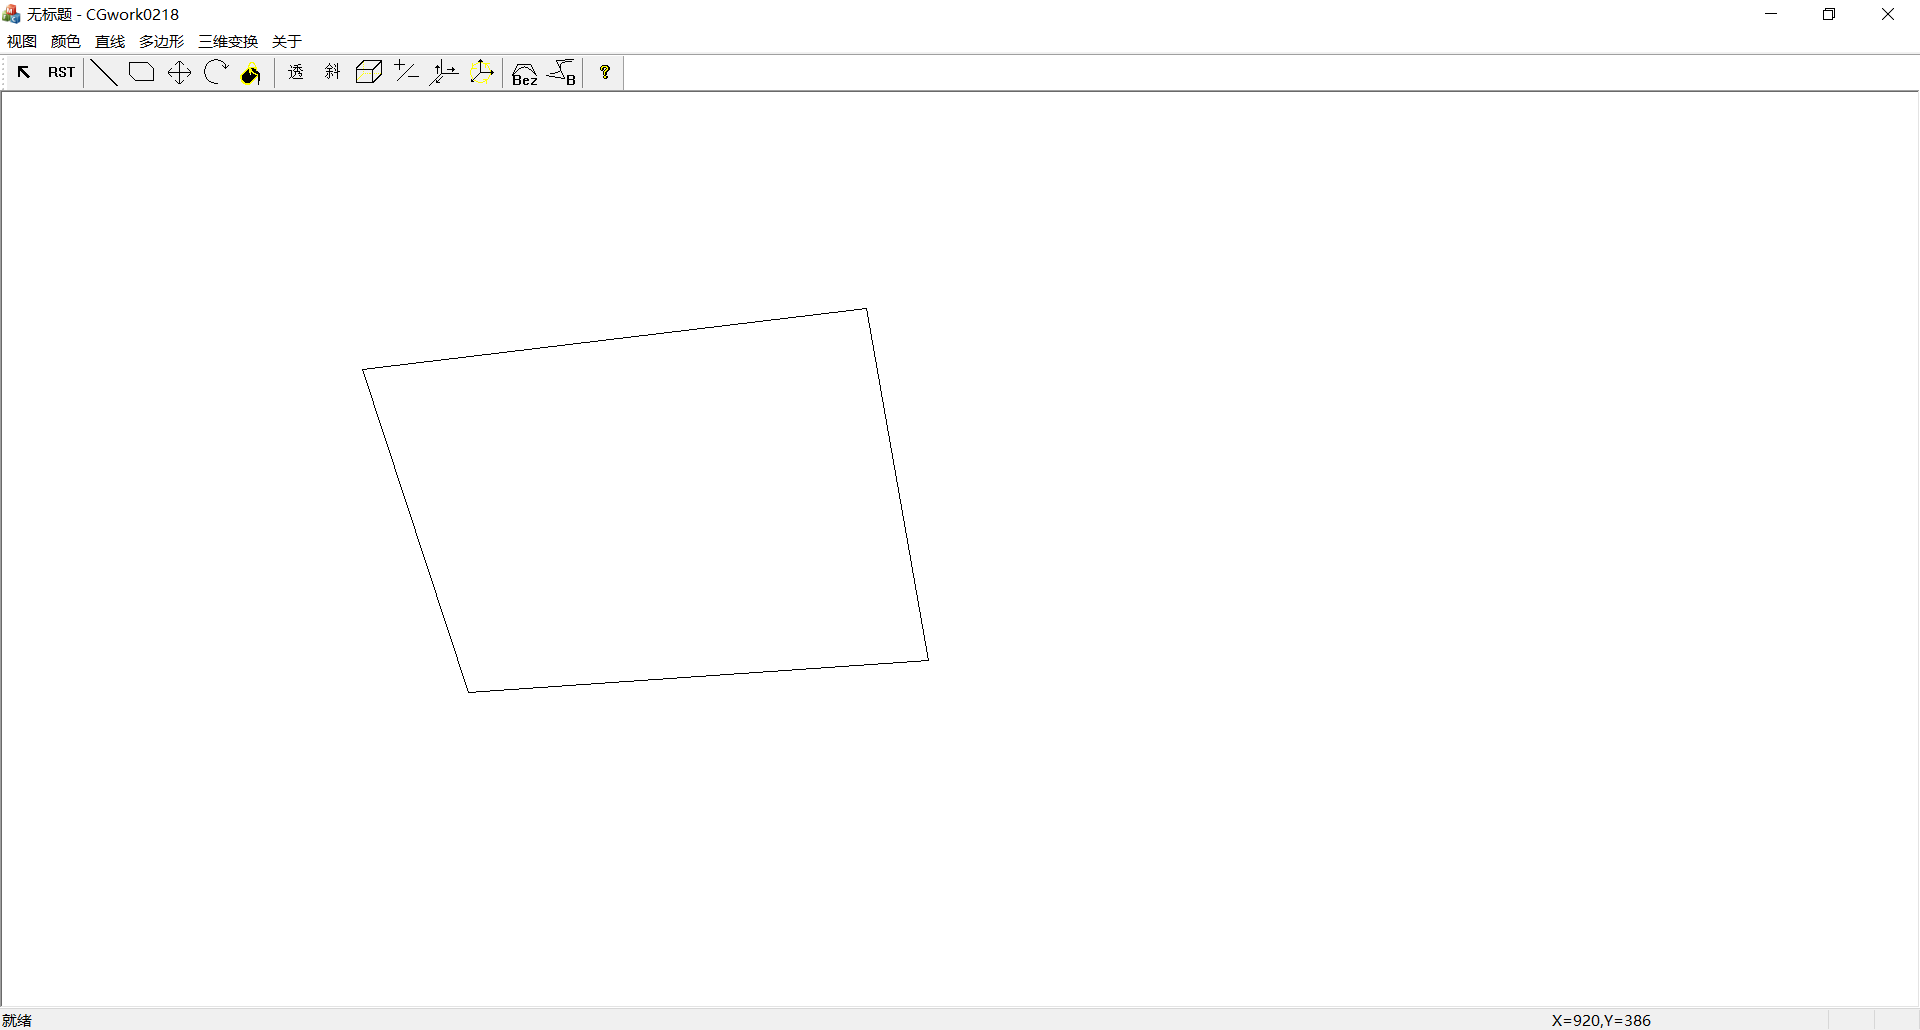 无标题 - CGwork0218
视图 颜色 直线 多边形 三维变换 关于
RST 透 斜 Bez B ?
就绪 X=920,Y=386